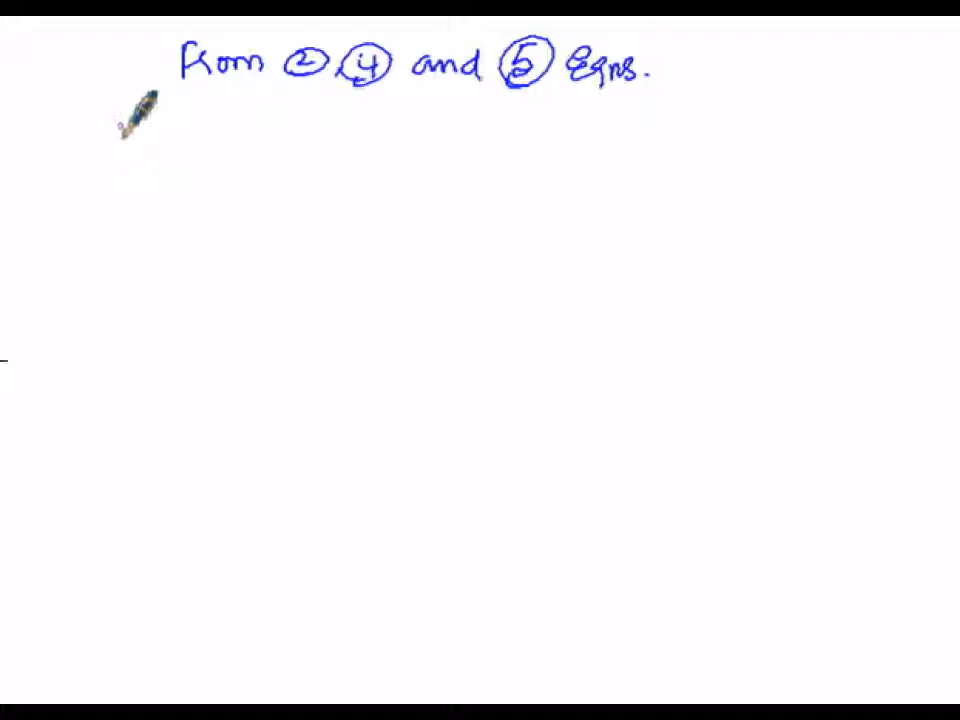 From ②,④ and ⑤ Eqns.